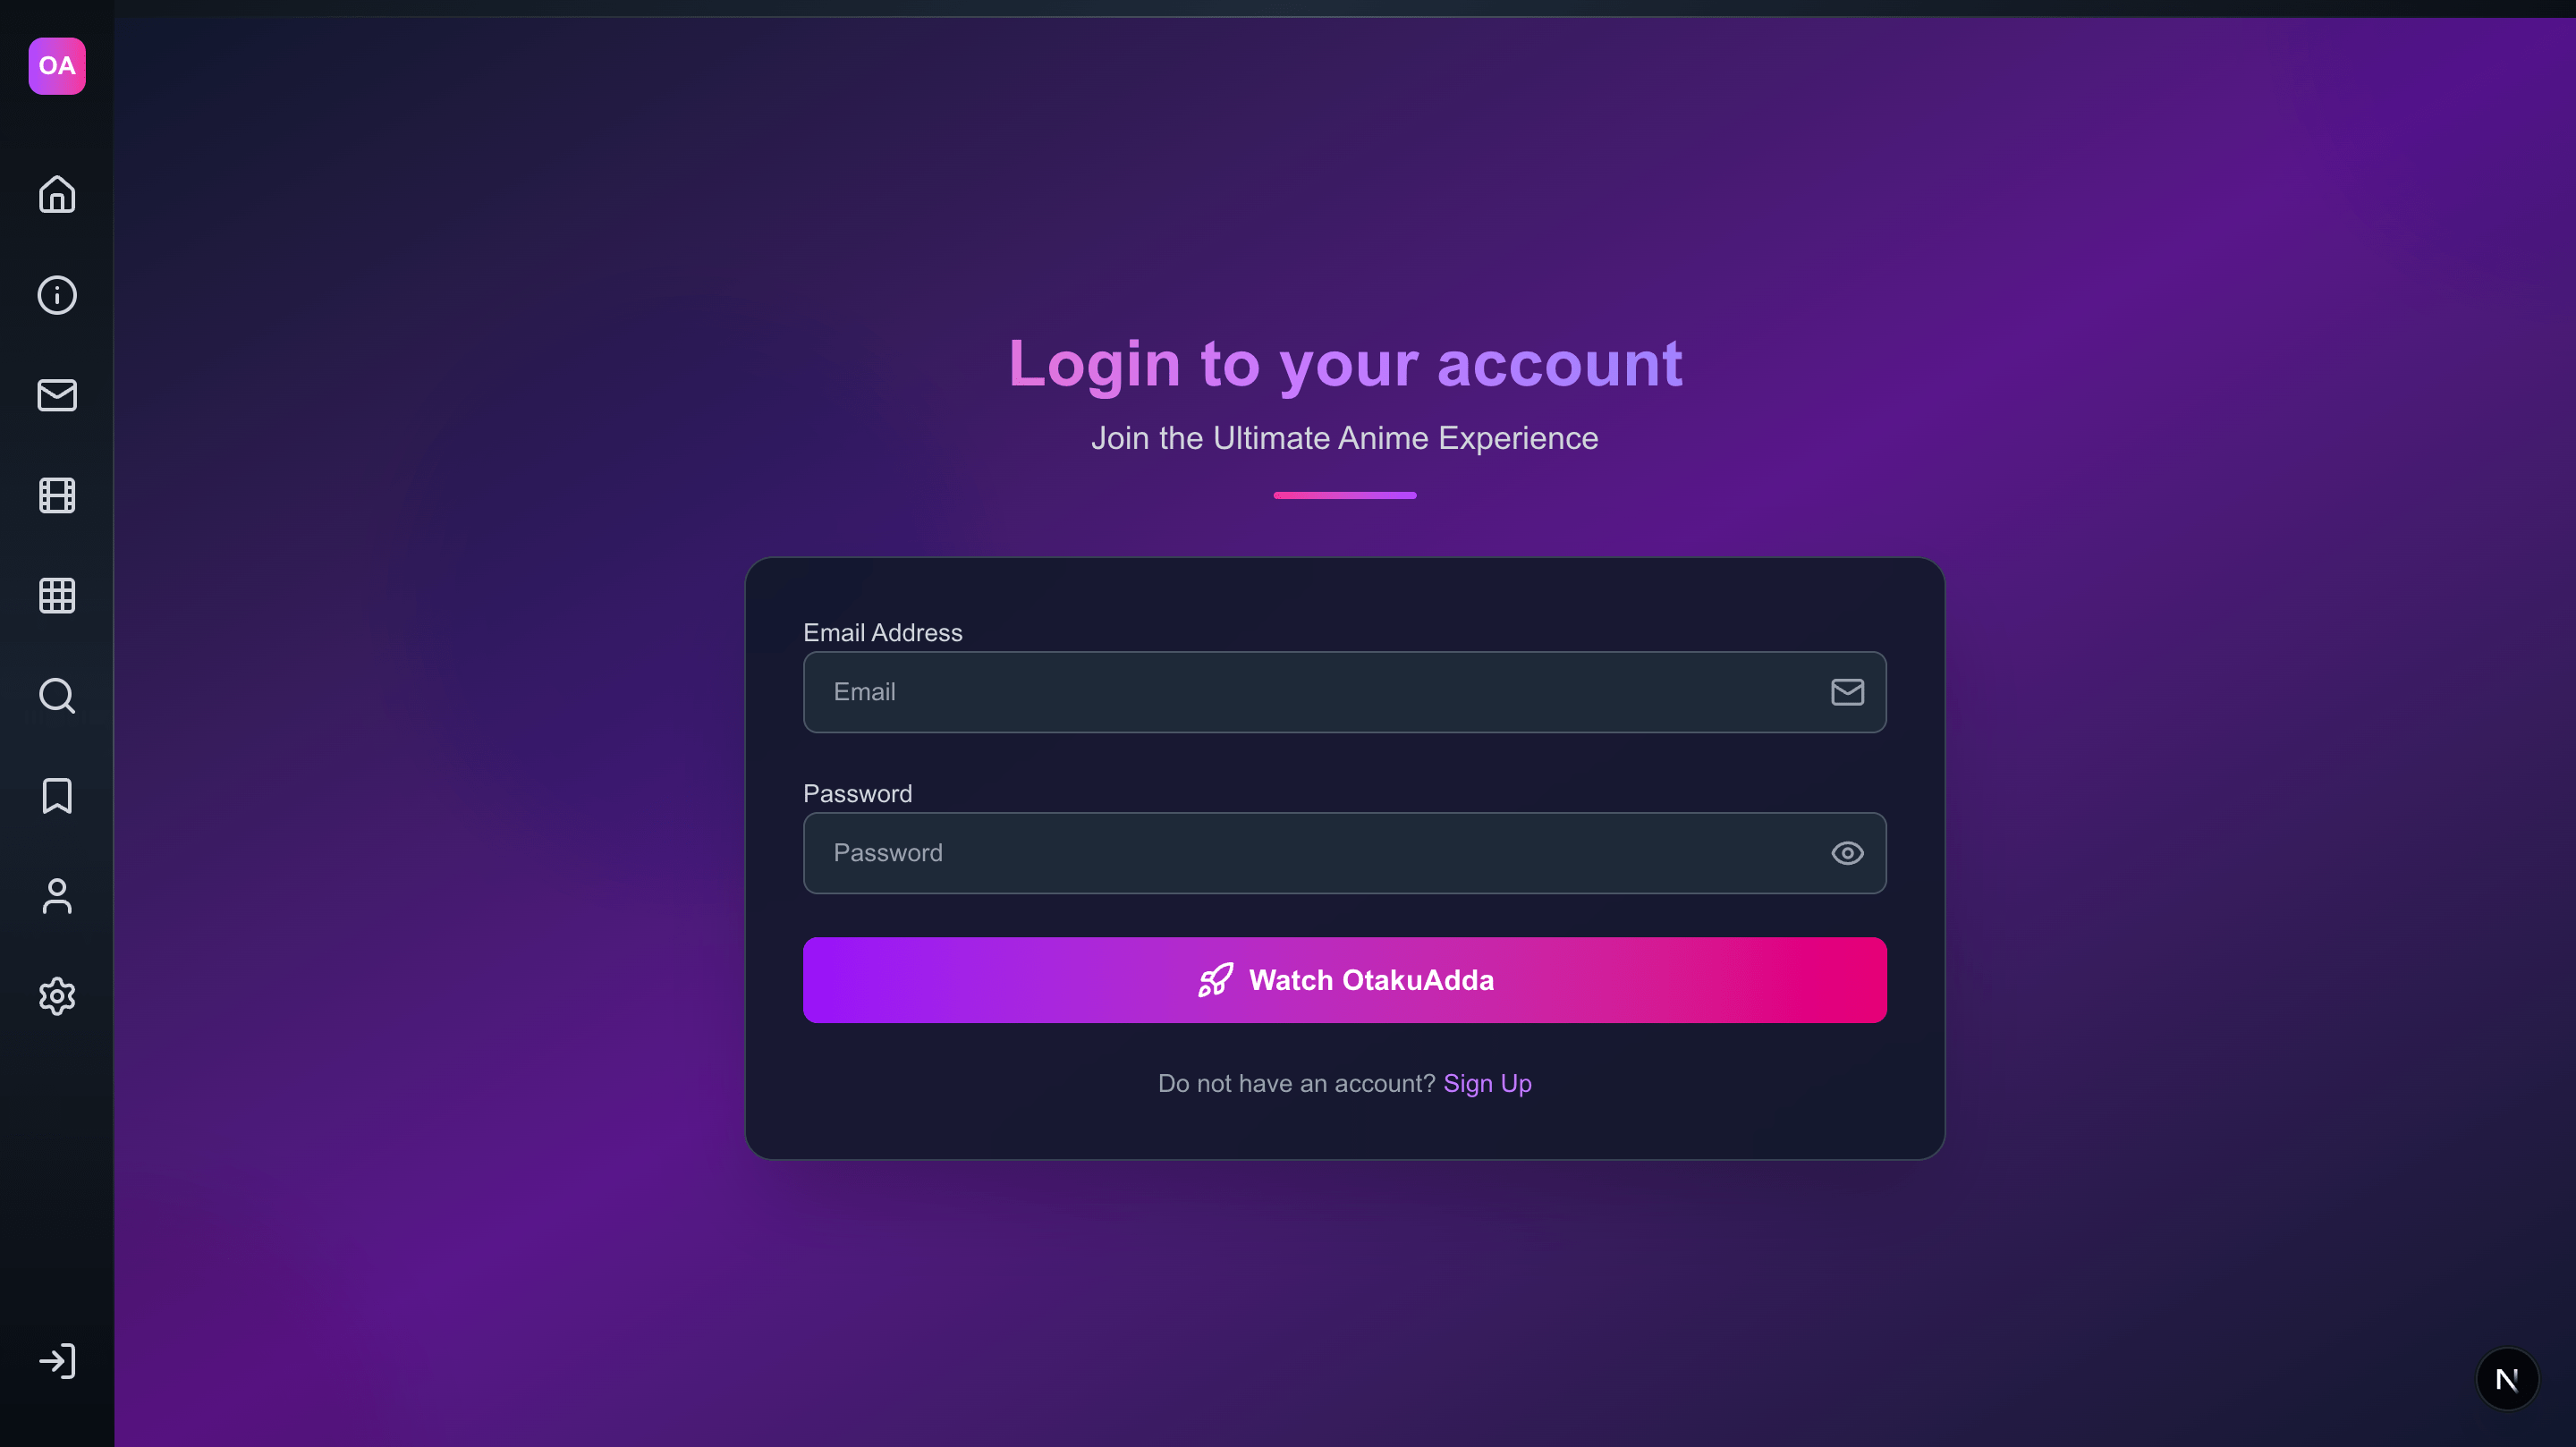 OA
Login to your account
Join the Ultimate Anime Experience
Email Address
Email
Password
Password
Watch OtakuAdda
Do not have an account? Sign Up
N